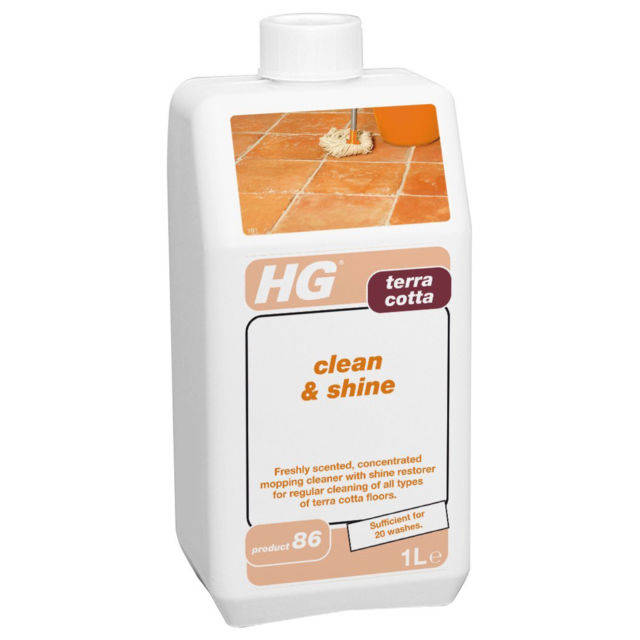 HG®
terra
cotta
clean
& shine
Freshly scented, concentrated
mopping cleaner with shine restorer
for regular cleaning of all types
of terra cotta floors.
Sufficient for
20 washes.
product 86
1L℮